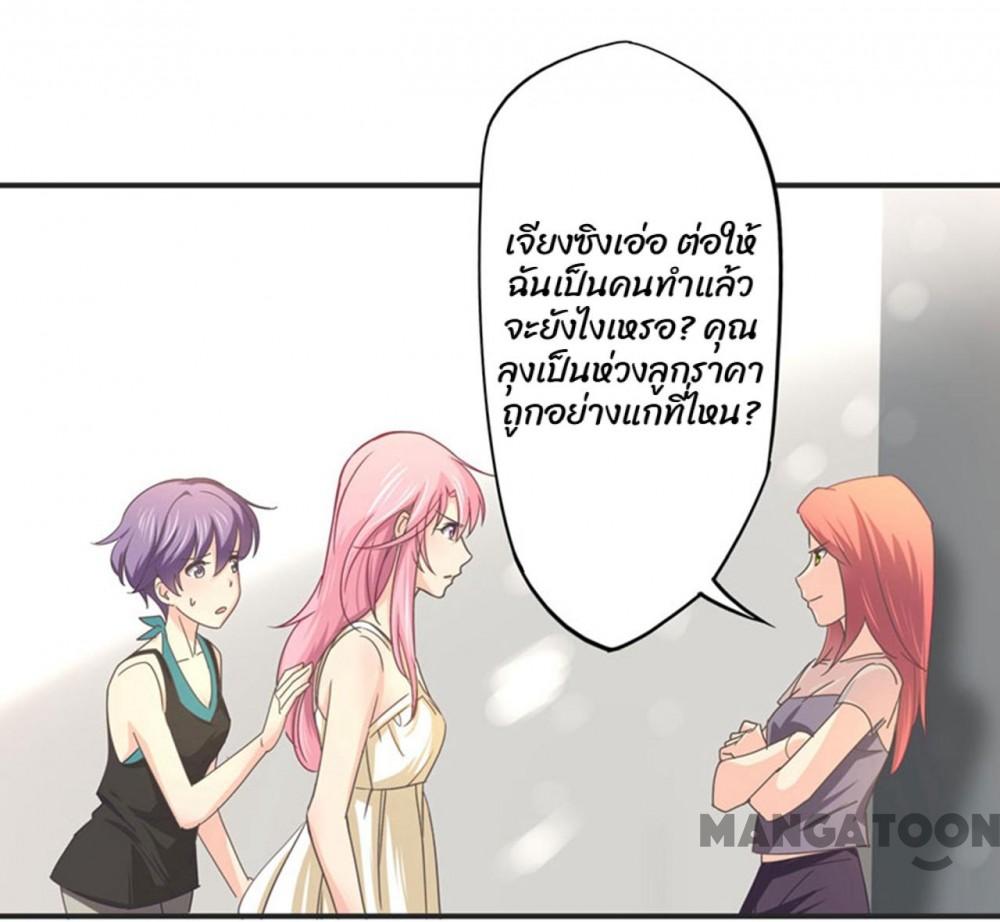 เจียงซิงเอ่อ ต่อให้
ฉันเป็นคนทำแล้ว
จะยังไงเหรอ? คุณ
ลุงเป็นห่วงลูกราคา
ถูกอย่างแกที่ไหน?
MANGATOON